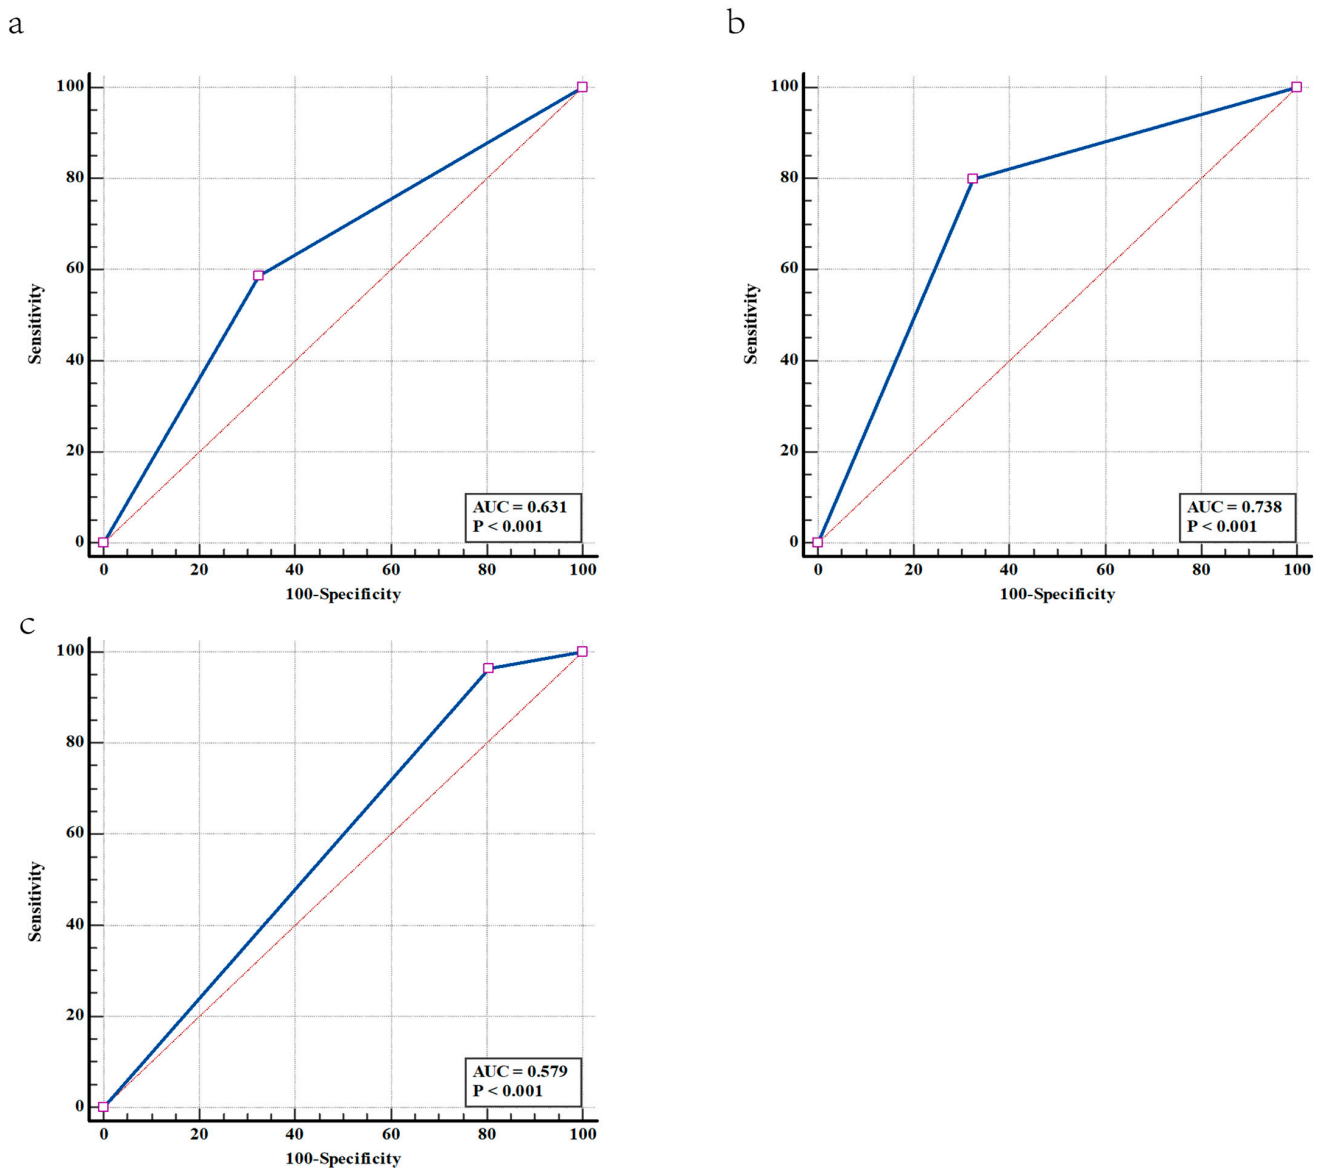 a
100
80
60
40
20
0
Sensitivity
AUC = 0.631
P < 0.001
0 20 40 60 80 100
100-Specificity
b
100
80
60
40
20
0
Sensitivity
AUC = 0.738
P < 0.001
0 20 40 60 80 100
100-Specificity
c
100
80
60
40
20
0
Sensitivity
AUC = 0.579
P < 0.001
0 20 40 60 80 100
100-Specificity